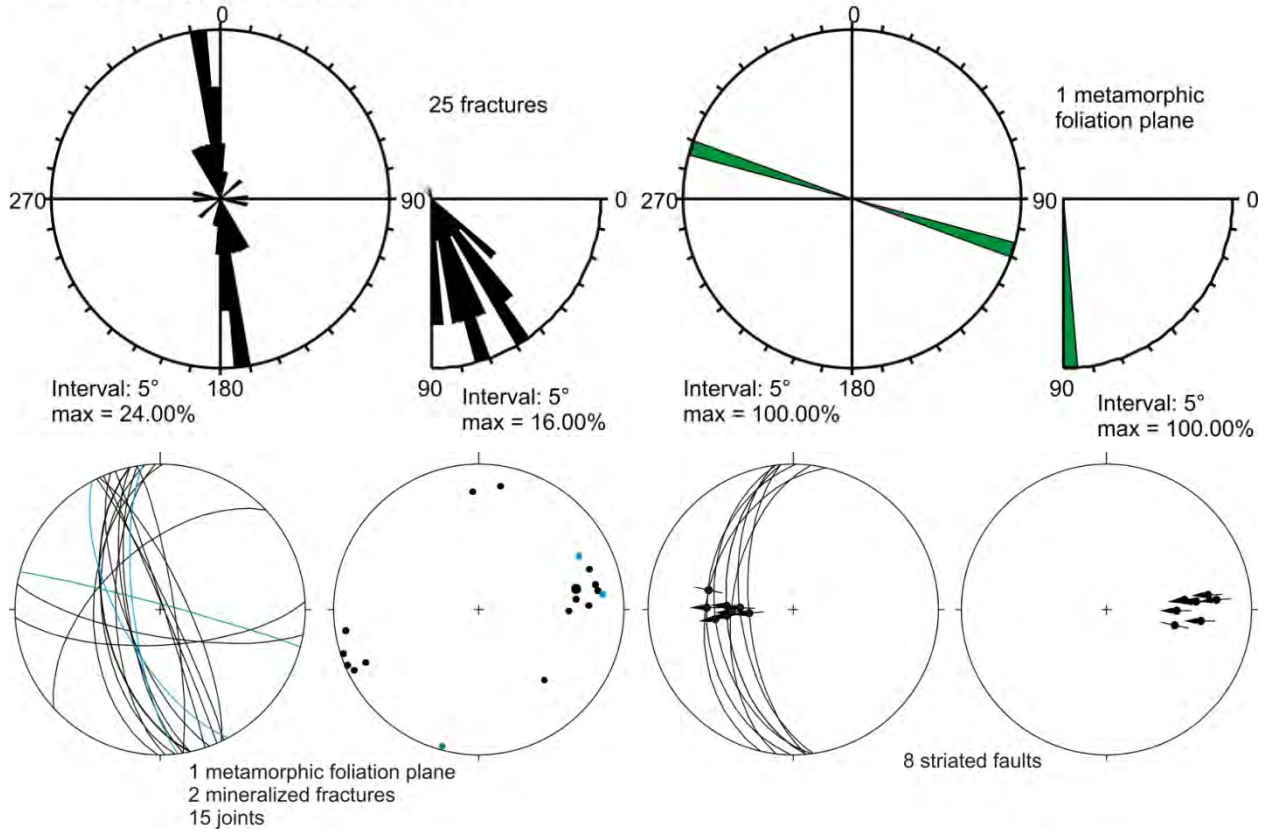 0
0
25 fractures
1 metamorphic
foliation plane
270
90
0
270
90
0
180
90
180
90
Interval: 5°
max = 24.00%
Interval: 5°
max = 16.00%
Interval: 5°
max = 100.00%
Interval: 5°
max = 100.00%
1 metamorphic foliation plane
2 mineralized fractures
15 joints
8 striated faults